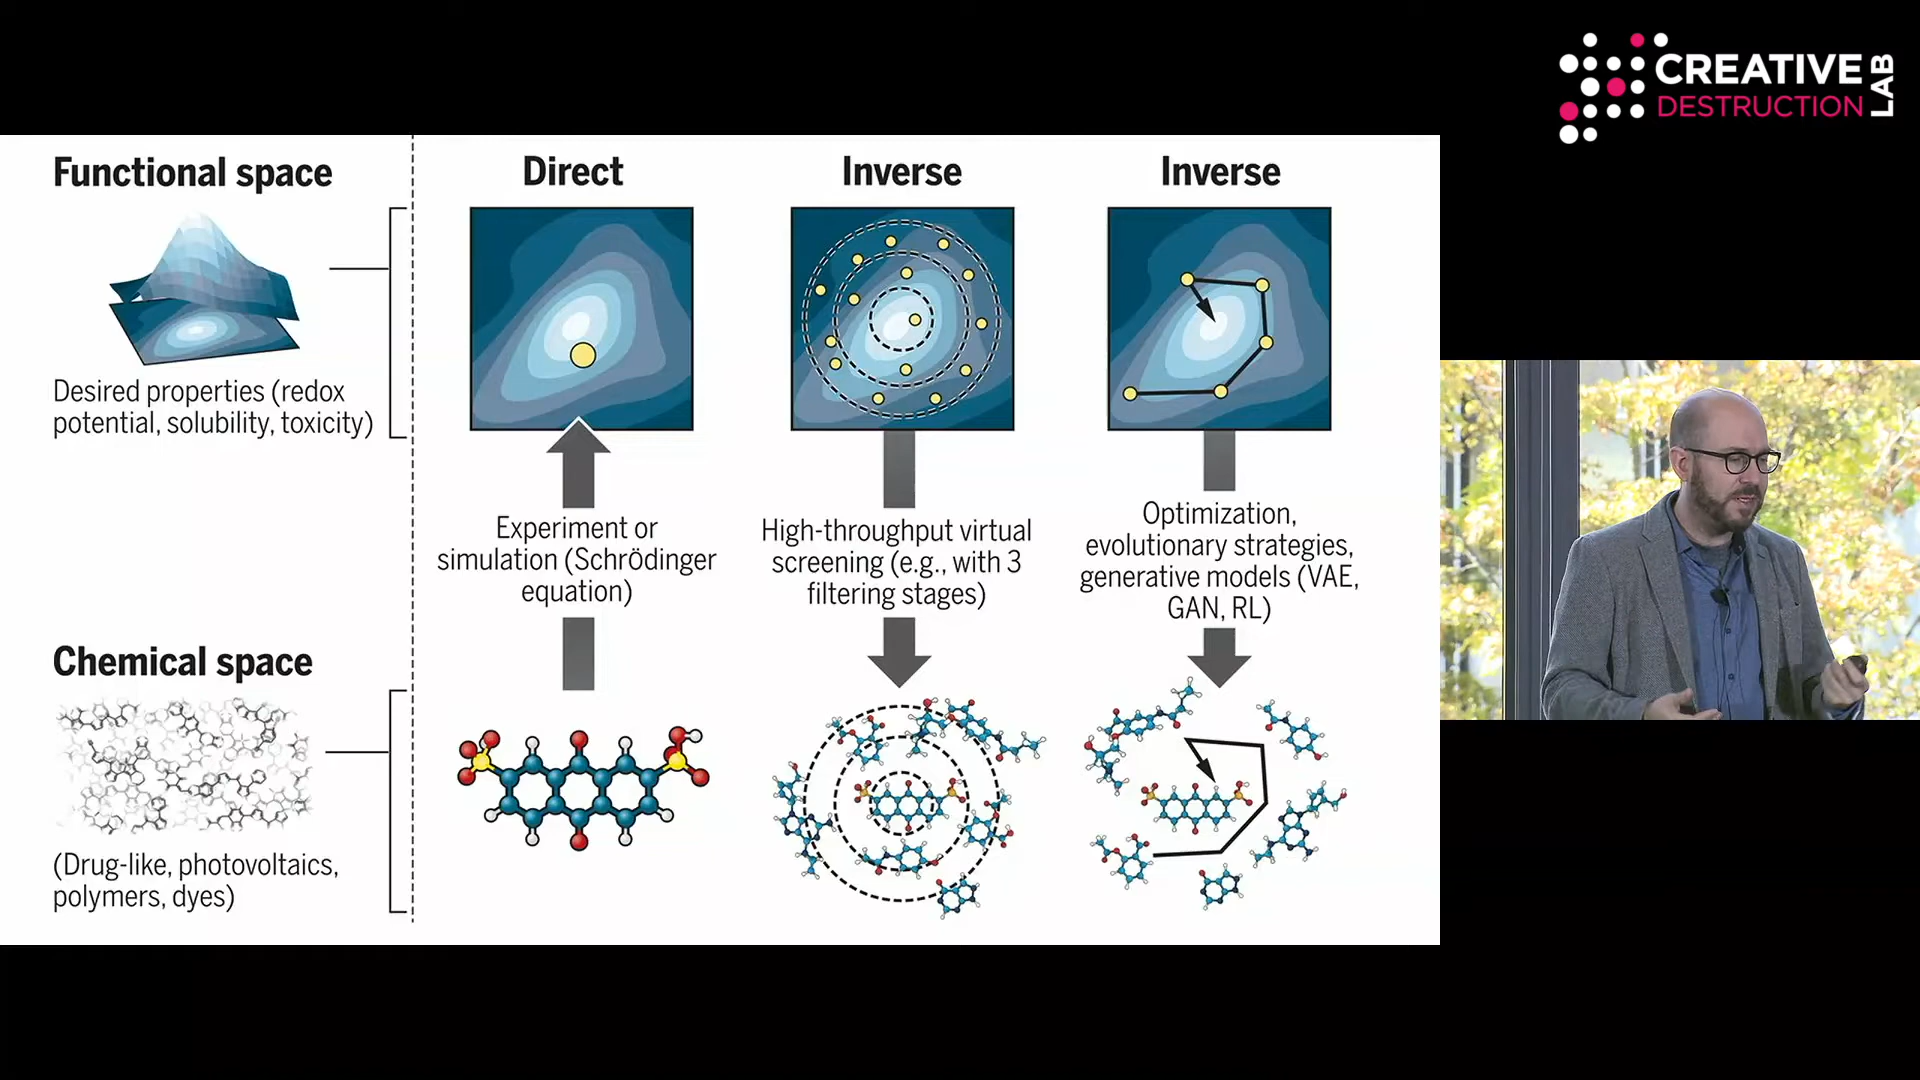 CREATIVE
DESTRUCTION
LAB
Functional space
Desired properties (redox
potential, solubility, toxicity)
Chemical space
(Drug-like, photovoltaics,
polymers, dyes)
Direct
Experiment or
simulation (Schrödinger
equation)
Inverse
High-throughput virtual
screening (e.g., with 3
filtering stages)
Inverse
Optimization,
evolutionary strategies,
generative models (VAE,
GAN, RL)